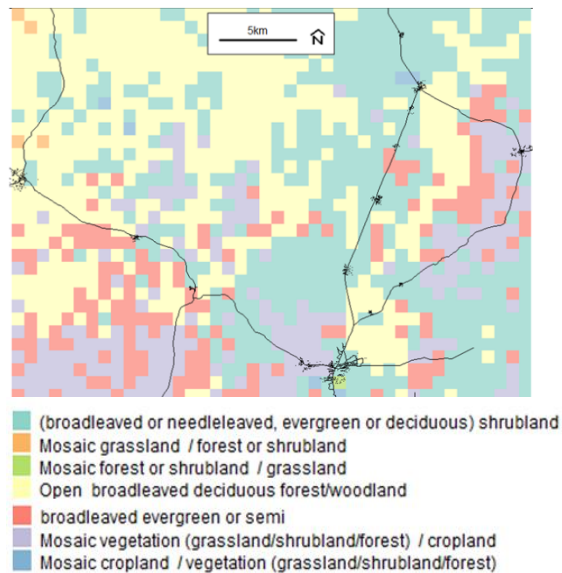 5km
N
(broadleaved or needleleaved, evergreen or deciduous) shrubland
Mosaic grassland / forest or shrubland
Mosaic forest or shrubland / grassland
Open broadleaved deciduous forest/woodland
broadleaved evergreen or semi
Mosaic vegetation (grassland/shrubland/forest) / cropland
Mosaic cropland / vegetation (grassland/shrubland/forest)